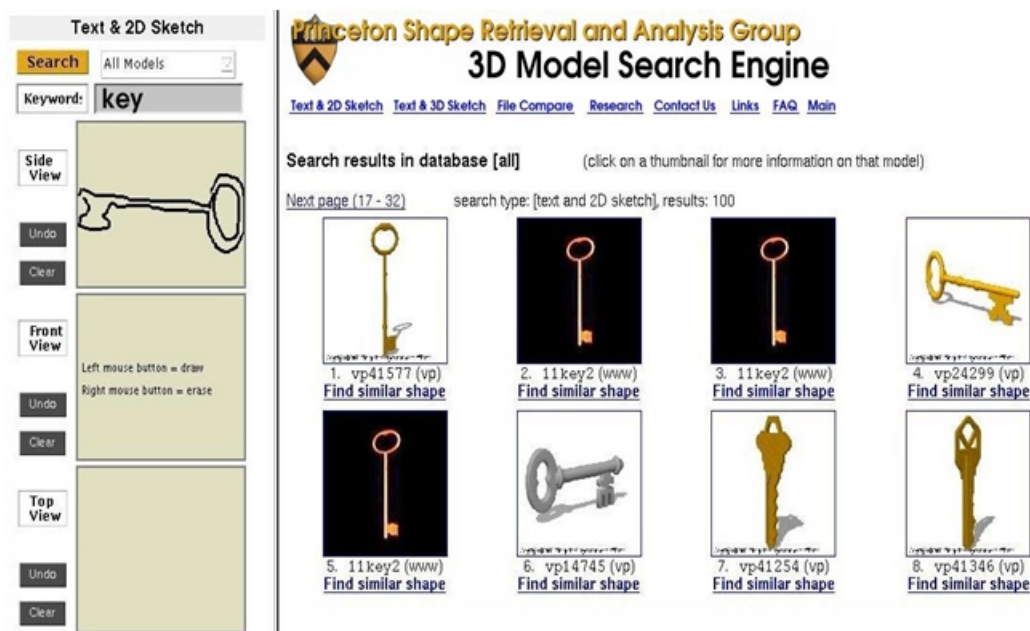 Text & 2D Sketch
Search
All Models
Keyword:
key
Side
View
Undo
Clear
Front
View
Left mouse button = draw
Right mouse button = erase
Undo
Clear
Top
View
Undo
Clear
Princeton Shape Retrieval and Analysis Group
3D Model Search Engine
Text & 2D Sketch Text & 3D Sketch File Compare Research Contact Us Links FAQ Main
Search results in database [all] (click on a thumbnail for more information on that model)
Next page (17 - 32) search type: [text and 2D sketch], results: 100
1. vp41577 (vp) 2. 11key2 (www) 3. 11key2 (www) 4. vp24299 (vp)
Find similar shape Find similar shape Find similar shape Find similar shape
5. 11key2 (www) 6. vp14745 (vp) 7. vp41254 (vp) 8. vp41346 (vp)
Find similar shape Find similar shape Find similar shape Find similar shape